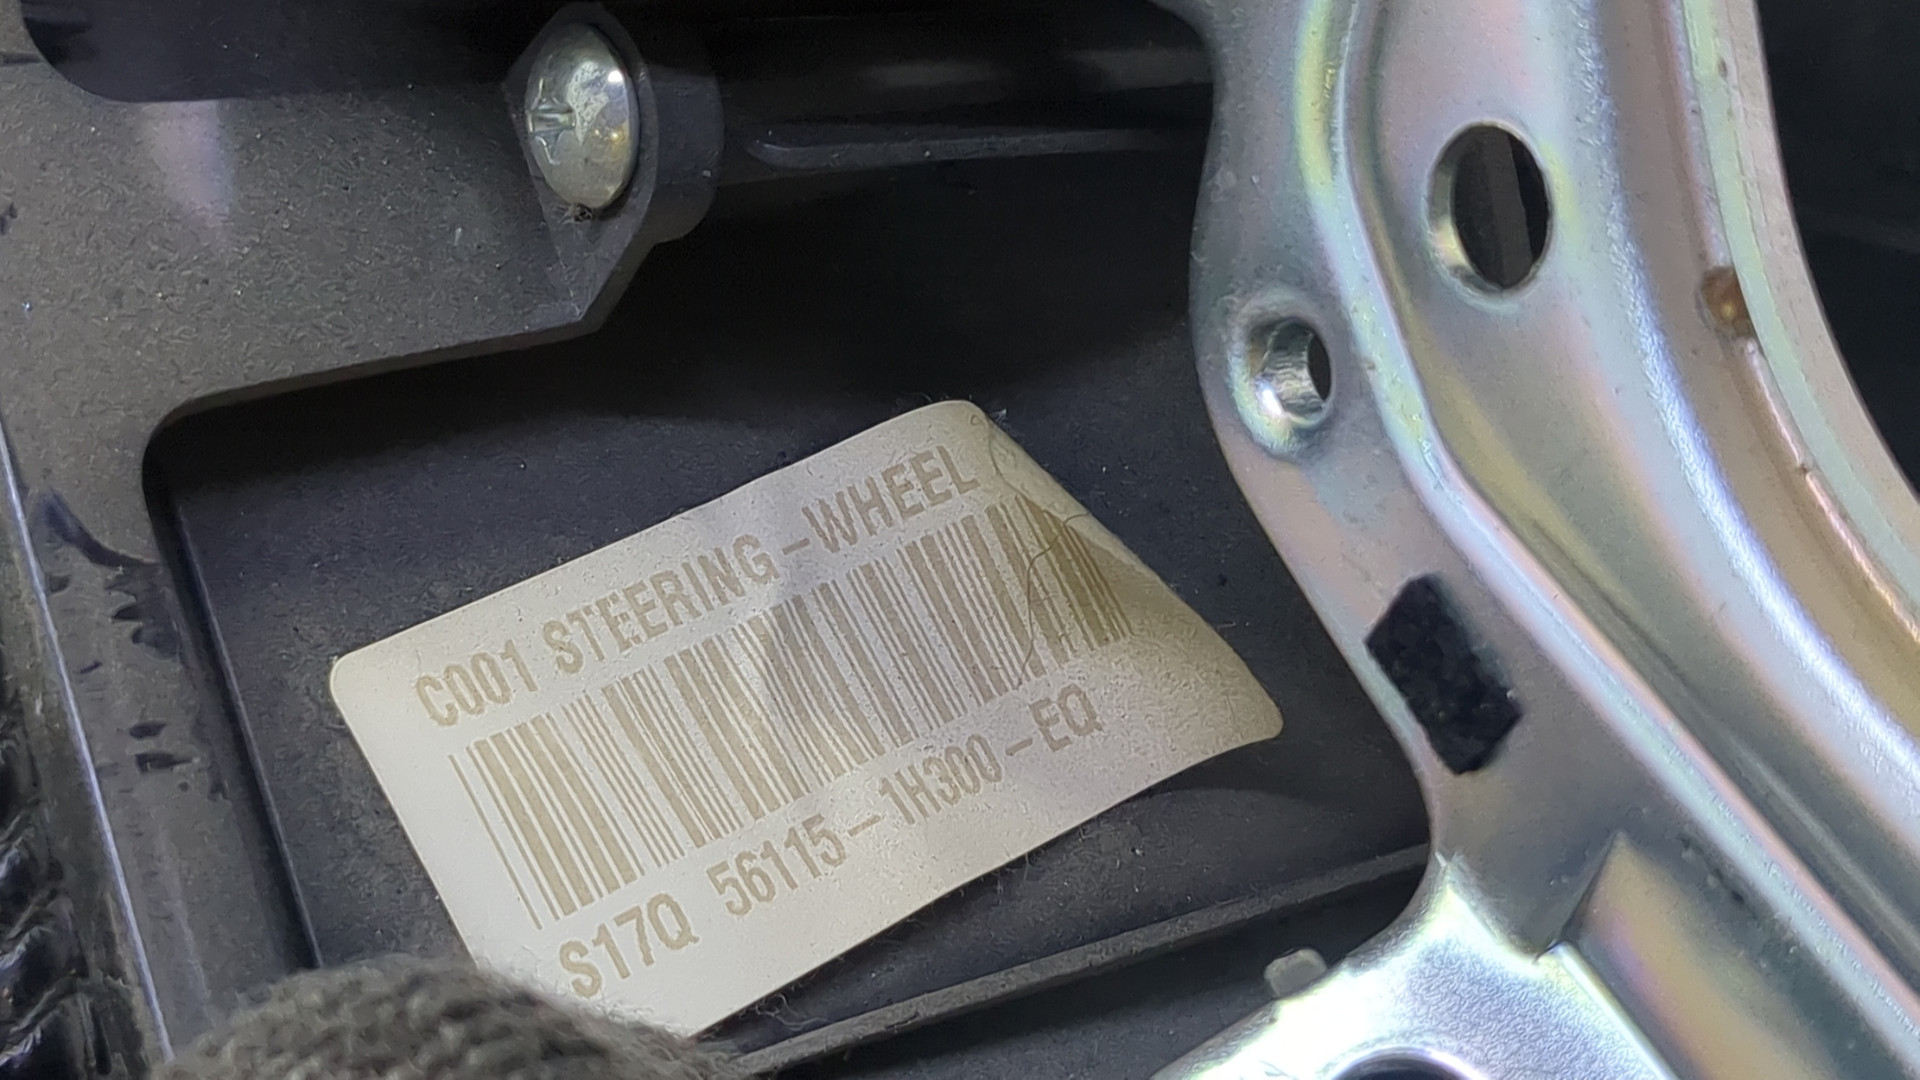 C001 STEERING-WHEEL
S17Q 56115-1H300-EQ